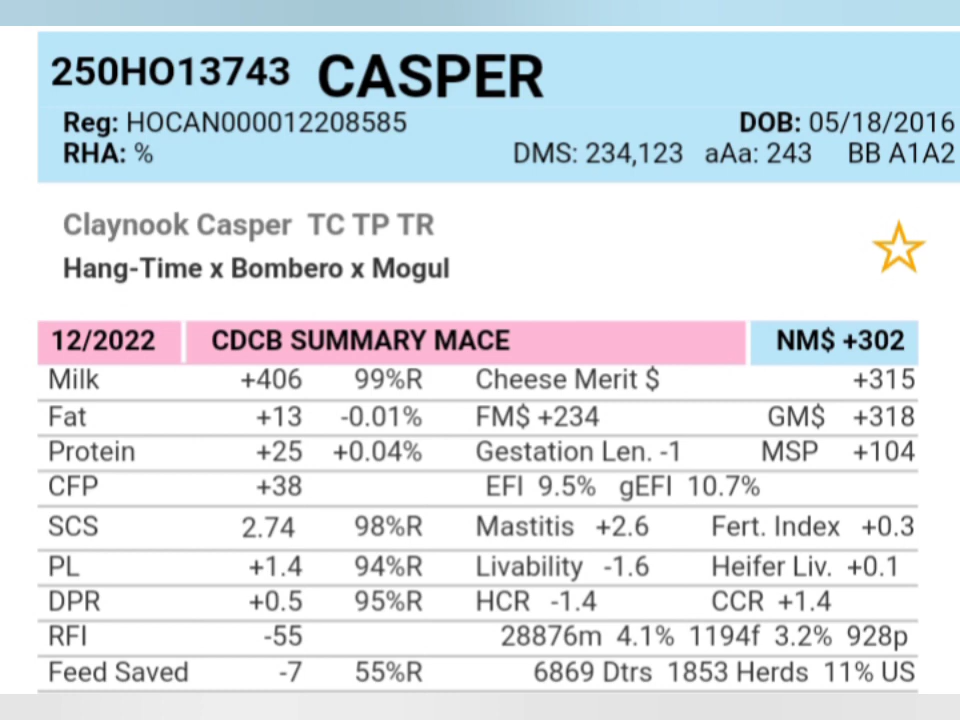 250HO13743 CASPER
Reg: HOCAN000012208585 DOB: 05/18/2016
RHA: % DMS: 234,123 aAa: 243 BB A1A2
Claynook Casper TC TP TR
Hang-Time x Bombero x Mogul
12/2022 CDCB SUMMARY MACE NM$ +302
Milk +406 99%R Cheese Merit $ +315
Fat +13 -0.01% FM$ +234 GM$ +318
Protein +25 +0.04% Gestation Len. -1 MSP +104
CFP +38 EFI 9.5% gEFI 10.7%
SCS 2.74 98%R Mastitis +2.6 Fert. Index +0.3
PL +1.4 94%R Livability -1.6 Heifer Liv. +0.1
DPR +0.5 95%R HCR -1.4 CCR +1.4
RFI -55 28876m 4.1% 1194f 3.2% 928p
Feed Saved -7 55%R 6869 Dtrs 1853 Herds 11% US